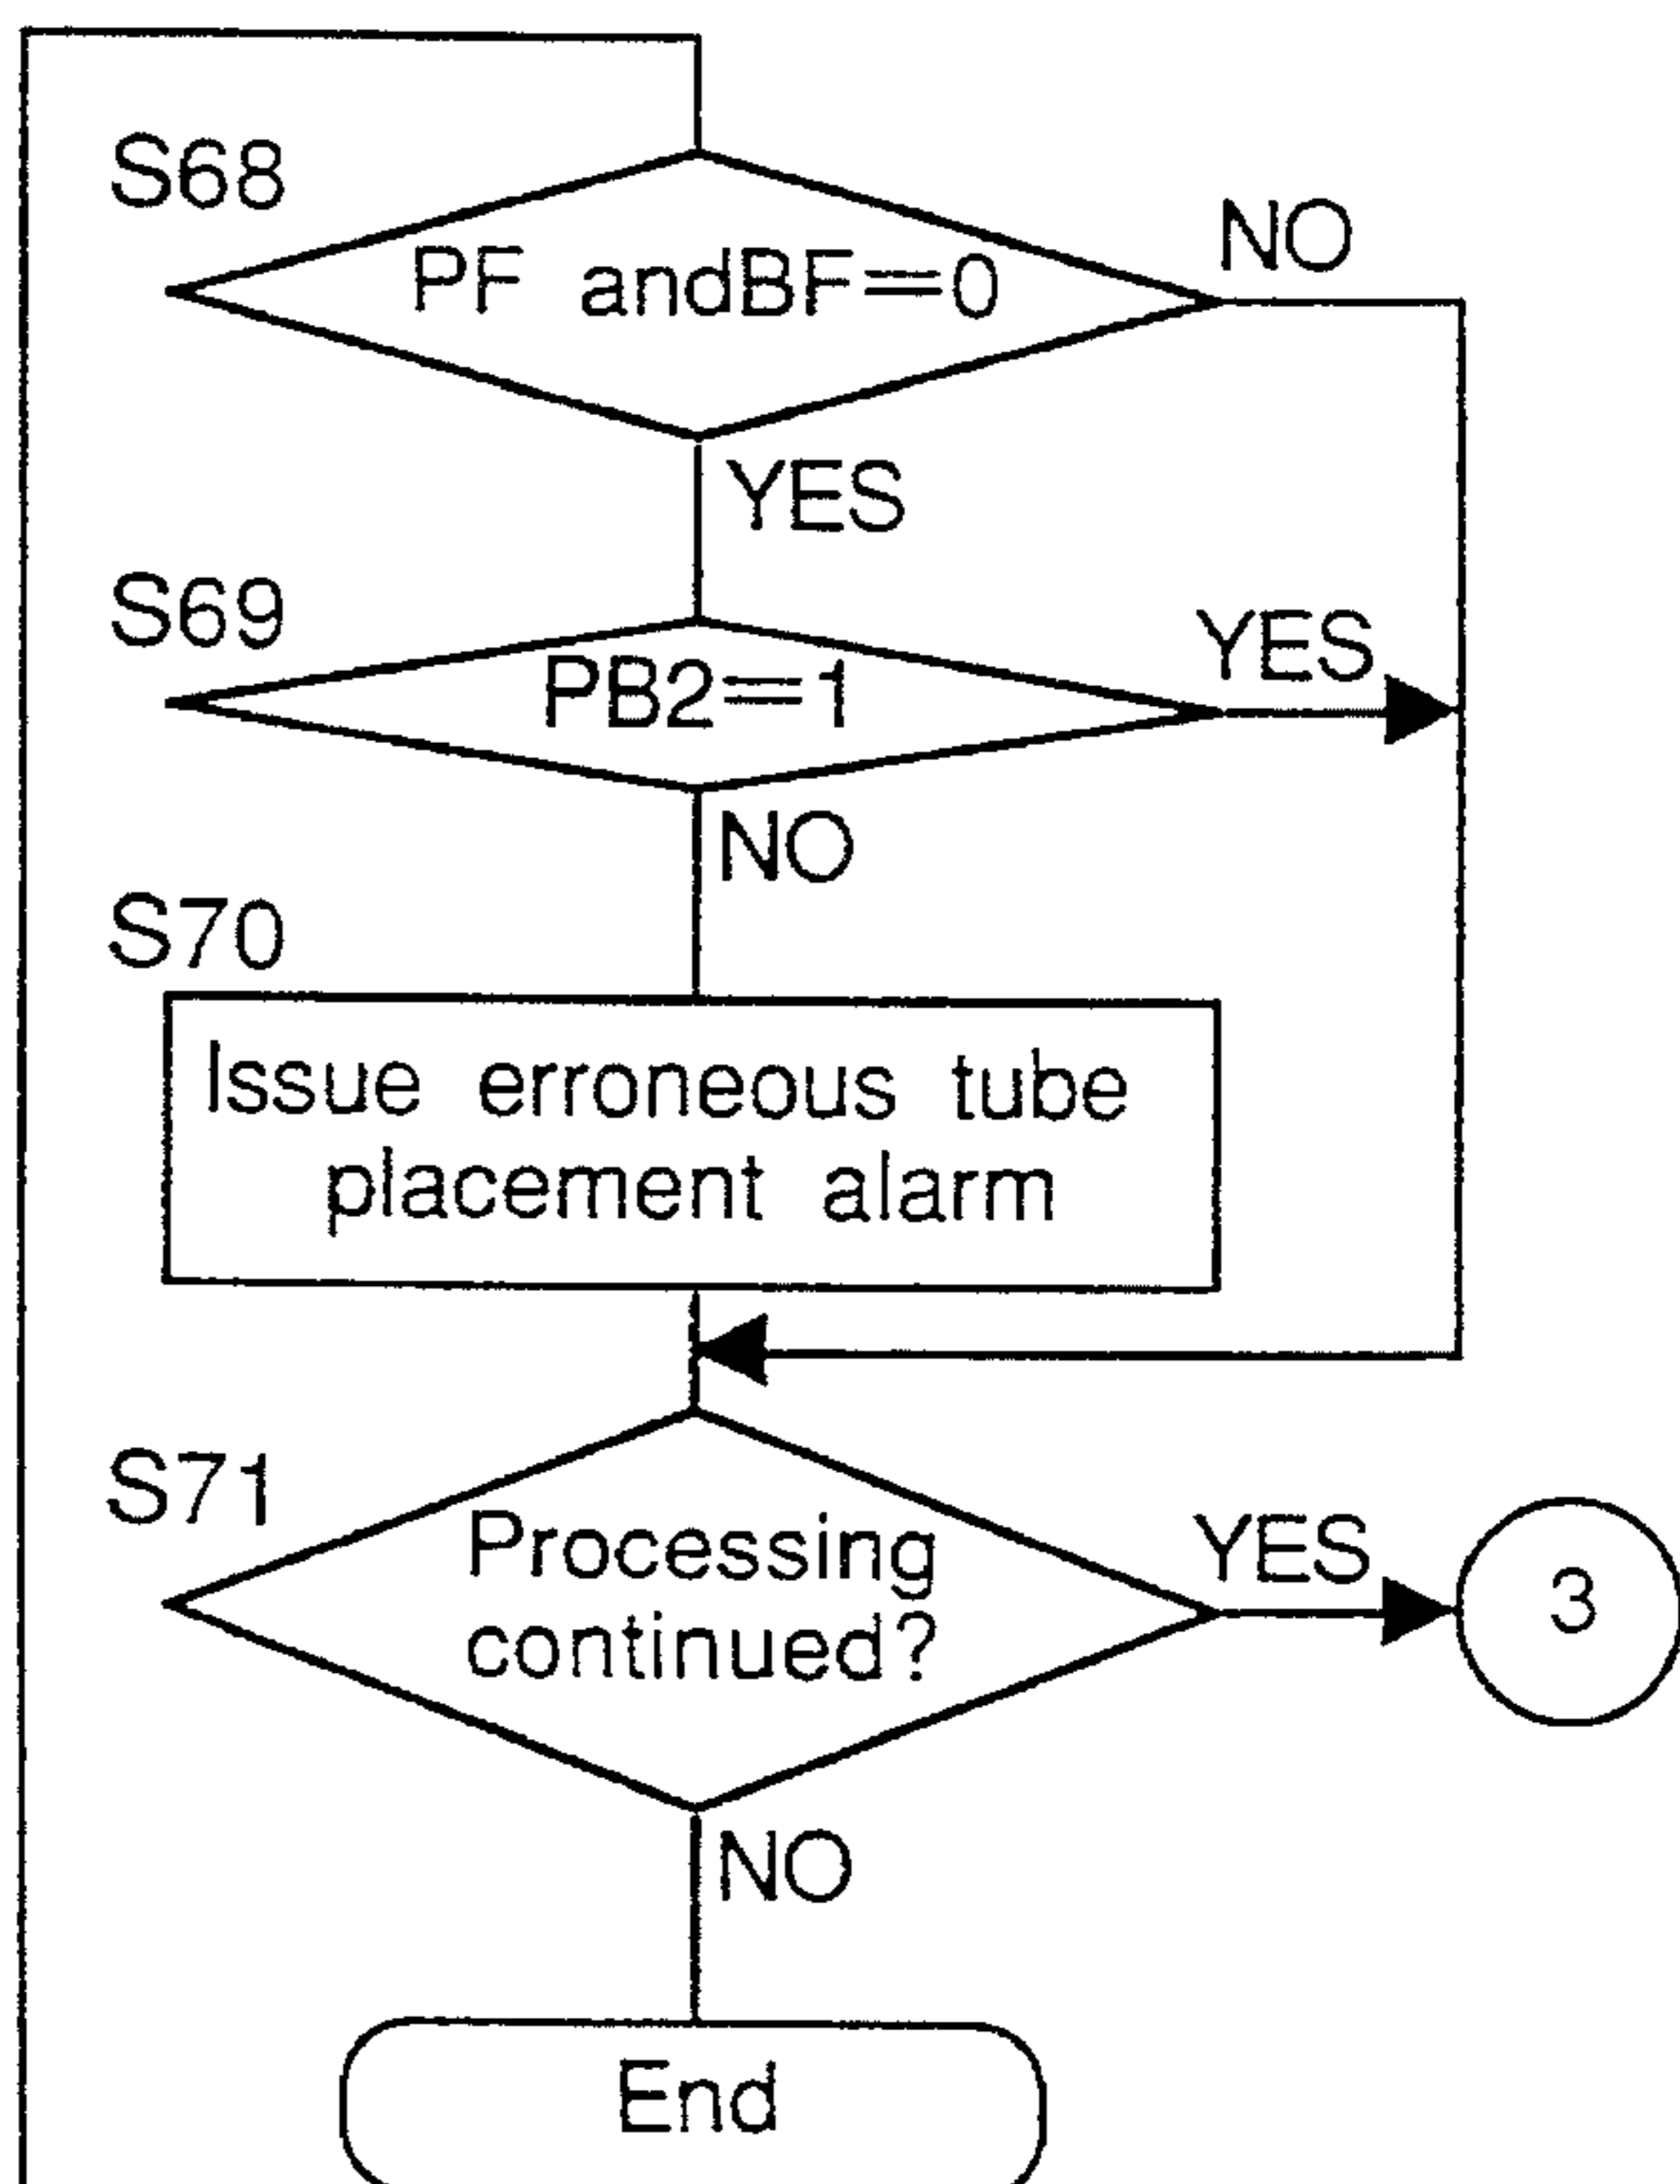 S68
PF andBF=0
NO
YES
S69
PB2=1
YES
NO
S70
Issue erroneous tube
placement alarm
S71
Processing
continued?
YES
3
NO
End